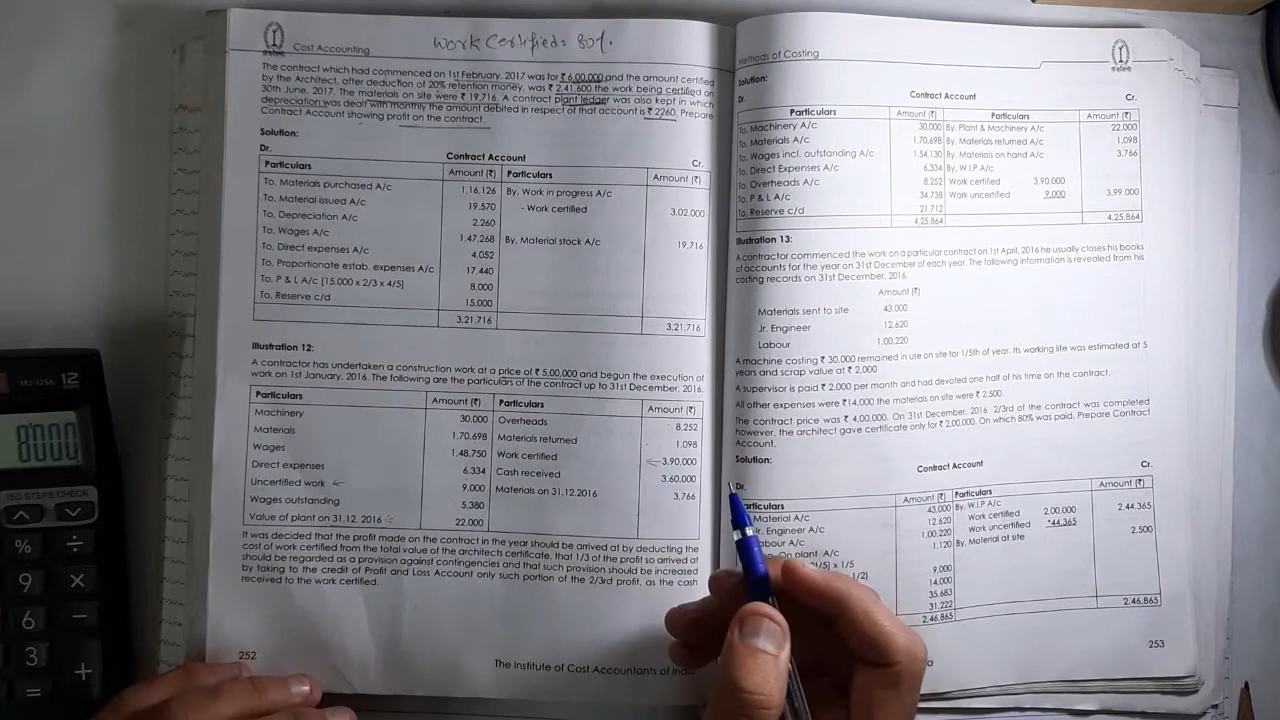 Cost Accounting
Work Certified = 80%.
The contract which had commenced on 1st February, 2017 was for ₹ 6,00,000 and the amount certified
by the Architect, after deduction of 20% retention money, was ₹ 2,41,600 the work being certified on
30th June, 2017. The materials on site were ₹ 19,716. A contract plant ledger was also kept in which
depreciation was dealt with monthly the amount debited in respect of that account is ₹ 2260. Prepare
Contract Account showing profit on the contract.
Solution:
Dr. Contract Account Cr.
Particulars Amount (₹) Particulars Amount (₹)
To, Materials purchased A/c 1,16,126 By, Work in progress A/c
To, Material issued A/c 19,570 - Work certified 3,02,000
To, Depreciation A/c 2,260
To, Wages A/c 1,47,268 By, Material stock A/c 19,716
To, Direct expenses A/c 4,052
To, Proportionate estab. expenses A/c 17,440
To, P & L A/c [15,000 x 2/3 x 4/5] 8,000
To, Reserve c/d 15,000
3,21,716 3,21,716
Illustration 12:
A contractor has undertaken a construction work at a price of ₹ 5,00,000 and begun the execution of
work on 1st January, 2016. The following are the particulars of the contract up to 31st December, 2016.
Particulars Amount (₹) Particulars Amount (₹)
Machinery 30,000 Overheads 8,252
Materials 1,70,698 Materials returned 1,098
Wages 1,48,750 Work certified 3,90,000
Direct expenses 6,334 Cash received 3,60,000
Uncertified work 9,000 Materials on 31.12.2016 3,766
Wages outstanding 5,380
Value of plant on 31.12. 2016 22,000
It was decided that the profit made on the contract in the year should be arrived at by deducting the
cost of work certified from the total value of the architects certificate, that 1/3 of the profit so arrived at
should be regarded as a provision against contingencies and that such provision should be increased
by taking to the credit of Profit and Loss Account only such portion of the 2/3rd profit, as the cash
received to the work certified.
252
The Institute of Cost Accountants of
Methods of Costing
Solution:
Dr. Contract Account Cr.
Particulars Amount (₹) Particulars Amount (₹)
To, Machinery A/c 30,000 By, Plant & Machinery A/c 22,000
To, Materials A/c 1,70,698 By, Materials returned A/c 1,098
To, Wages incl. outstanding A/c 1,54,130 By, Materials on hand A/c 3,766
To, Direct Expenses A/c 6,334 By, W.I.P A/c
To, Overheads A/c 8,252 Work certified 3,90,000
To, P & L A/c 34,738 Work uncertified 9,000 3,99,000
To, Reserve c/d 21,712
4,25,864 4,25,864
Illustration 13:
A contractor commenced the work on a particular contract on 1st April, 2016 he usually closes his books
of accounts for the year on 31st December of each year. The following information is revealed from his
costing records on 31st December, 2016.
Amount (₹)
Materials sent to site 43,000
Jr. Engineer 12,620
Labour 1,00,220
A machine costing ₹ 30,000 remained in use on site for 1/5th of year. Its working life was estimated at 5
years and scrap value at ₹ 2,000
A supervisor is paid ₹ 2,000 per month and had devoted one half of his time on the contract.
All other expenses were ₹14,000 the materials on site were ₹ 2,500.
The contract price was ₹ 4,00,000. On 31st December, 2016 2/3rd of the contract was completed
however, the architect gave certificate only for ₹ 2,00,000. On which 80% was paid. Prepare Contract
Account.
Solution:
Dr. Contract Account Cr.
Particulars Amount (₹) Particulars Amount (₹)
Material A/c 43,000 By, W.I.P A/c 2,44,365
Jr. Engineer A/c 12,620 Work certified 2,00,000
Labour A/c 1,00,220 Work uncertified *44,365
On plant A/c 1,120 By, Material at site 2,500
1/5] x 1/5
1/2) 9,000
14,000
35,683
31,222
2,46,865 2,46,865
253
MJ-12Sb 12
8000
150 STEPS CHECK
% ÷
9 ×
6 −
3 +
=